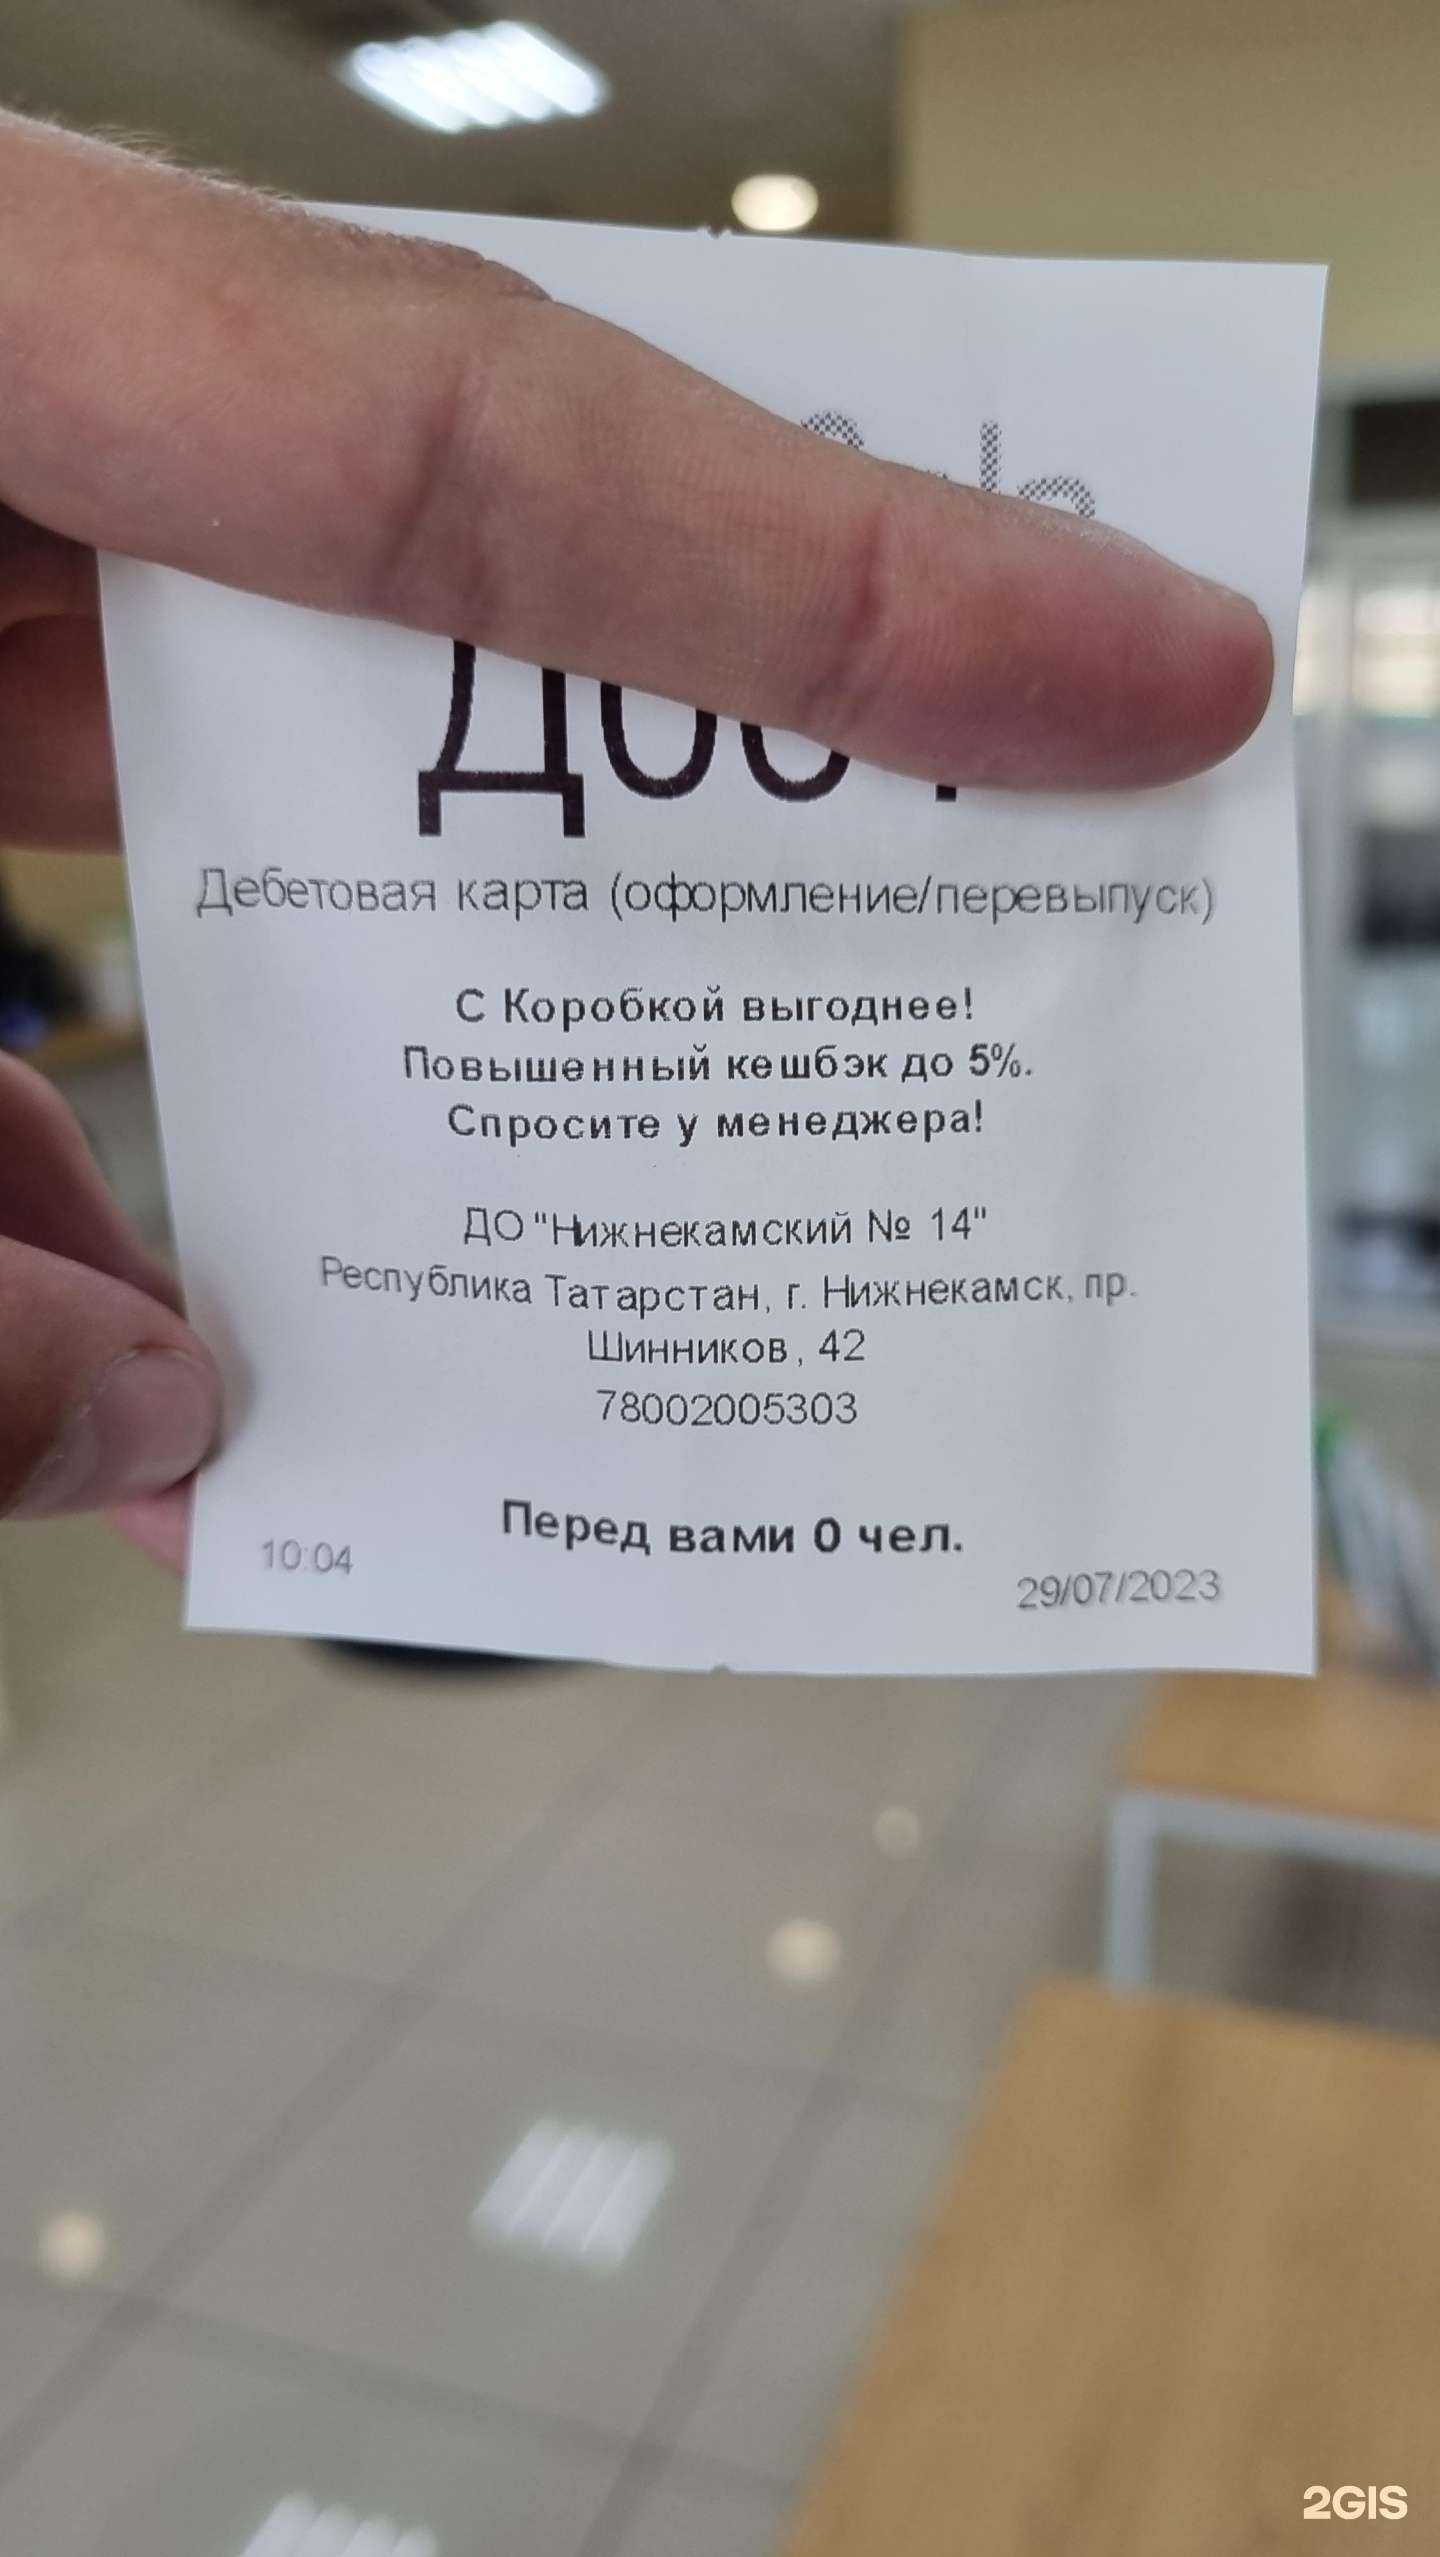 Дебетовая карта (оформление/перевыпуск)
С Коробкой выгоднее!
Повышенный кешбэк до 5%.
Спросите у менеджера!
ДО "Нижнекамский № 14"
Республика Татарстан, г. Нижнекамск, пр.
Шинников, 42
78002005303
Перед вами 0 чел.
10:04
29/07/2023
2GIS